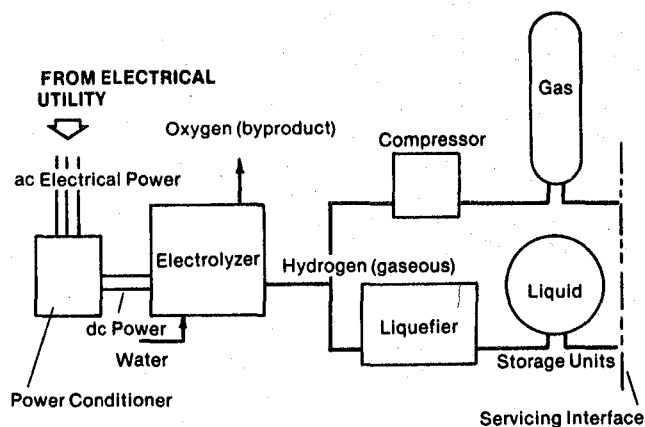 FROM ELECTRICAL
UTILITY
ac Electrical Power
Oxygen (byproduct)
Compressor
Gas
Electrolyzer
Hydrogen (gaseous)
Liquid
dc Power
Liquefier
Water
Storage Units
Power Conditioner
Servicing Interface